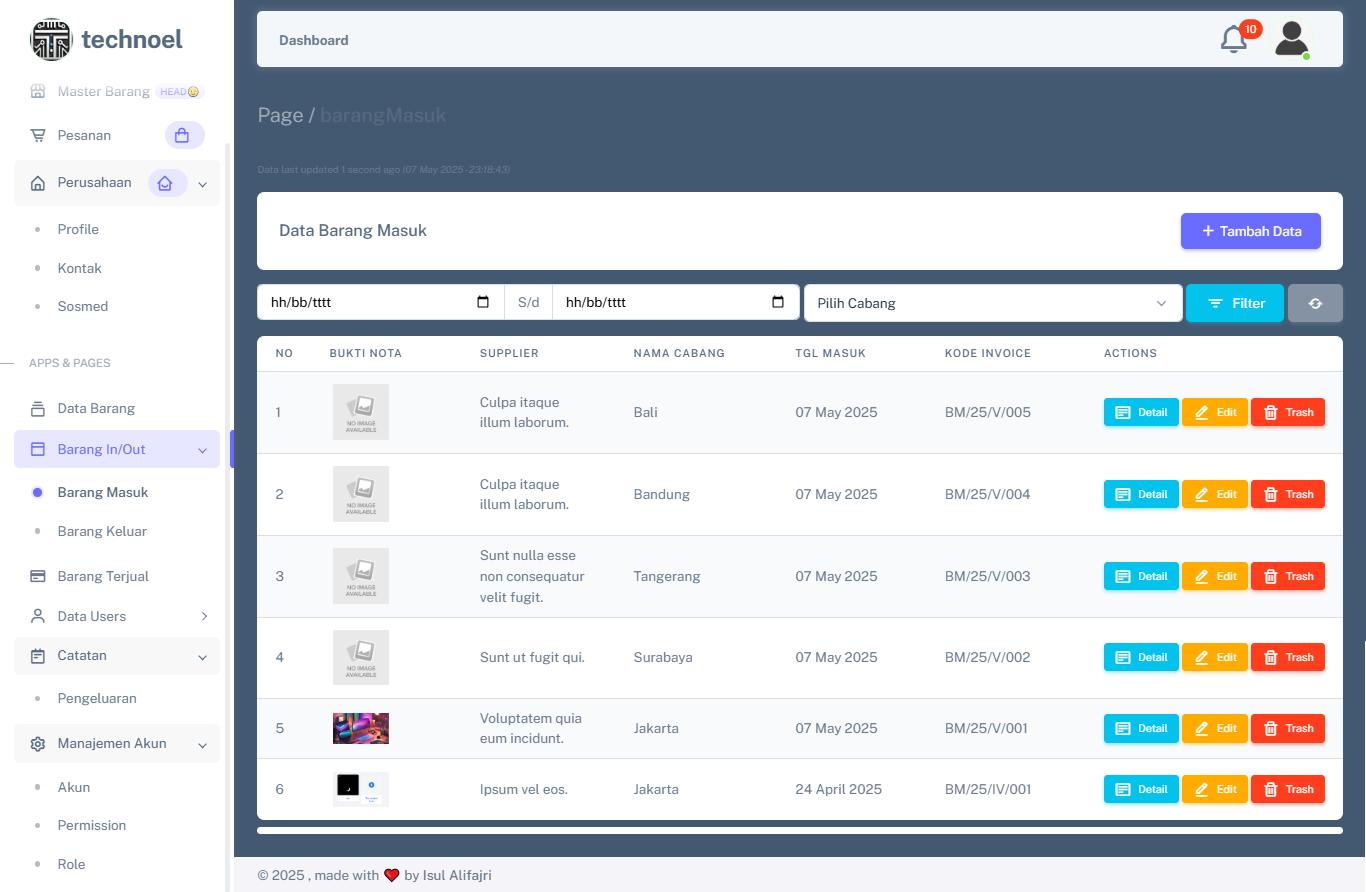 technoel
Master Barang HEAD
Pesanan
Perusahaan
Profile
Kontak
Sosmed
APPS & PAGES
Data Barang
Barang In/Out
Barang Masuk
Barang Keluar
Barang Terjual
Data Users
Catatan
Pengeluaran
Manajemen Akun
Akun
Permission
Role
Dashboard
10
Page / barangMasuk
Data last updated 1 second ago (07 May 2025 - 23:18:43)
Data Barang Masuk
+ Tambah Data
hh/bb/tttt S/d hh/bb/tttt Pilih Cabang Filter
NO BUKTI NOTA SUPPLIER NAMA CABANG TGL MASUK KODE INVOICE ACTIONS
1 NO IMAGE AVAILABLE Culpa itaque illum laborum. Bali 07 May 2025 BM/25/V/005 Detail Edit Trash
2 NO IMAGE AVAILABLE Culpa itaque illum laborum. Bandung 07 May 2025 BM/25/V/004 Detail Edit Trash
3 NO IMAGE AVAILABLE Sunt nulla esse non consequatur velit fugit. Tangerang 07 May 2025 BM/25/V/003 Detail Edit Trash
4 NO IMAGE AVAILABLE Sunt ut fugit qui. Surabaya 07 May 2025 BM/25/V/002 Detail Edit Trash
5 Voluptatem quia eum incidunt. Jakarta 07 May 2025 BM/25/V/001 Detail Edit Trash
6 Ipsum vel eos. Jakarta 24 April 2025 BM/25/IV/001 Detail Edit Trash
© 2025 , made with ❤️ by Isul Alifajri